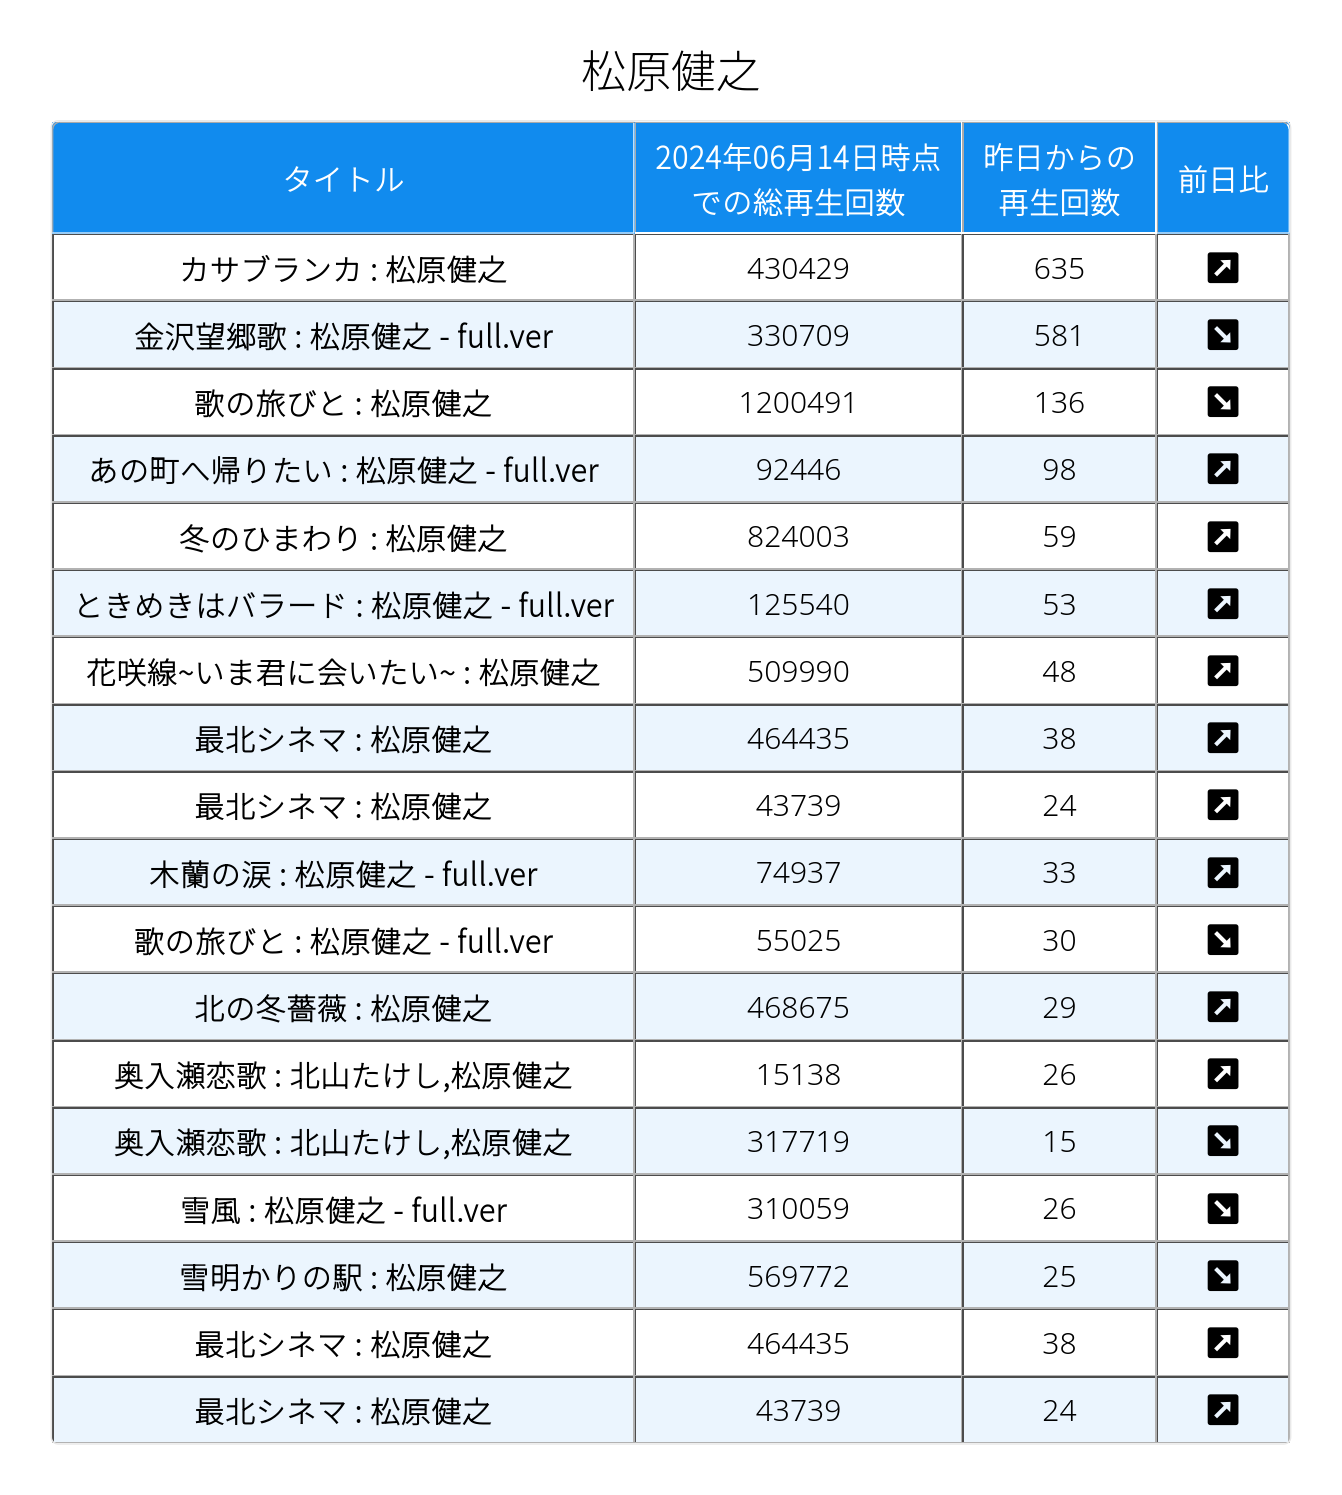 松原健之
タイトル
2024年06月14日時点
での総再生回数
昨日からの
再生回数
前日比
カサブランカ : 松原健之 430429 635 ↗
金沢望郷歌 : 松原健之 - full.ver 330709 581 ↘
歌の旅びと : 松原健之 1200491 136 ↘
あの町へ帰りたい : 松原健之 - full.ver 92446 98 ↗
冬のひまわり : 松原健之 824003 59 ↗
ときめきはバラード : 松原健之 - full.ver 125540 53 ↗
花咲線~いま君に会いたい~ : 松原健之 509990 48 ↗
最北シネマ : 松原健之 464435 38 ↗
最北シネマ : 松原健之 43739 24 ↗
木蘭の涙 : 松原健之 - full.ver 74937 33 ↗
歌の旅びと : 松原健之 - full.ver 55025 30 ↘
北の冬薔薇 : 松原健之 468675 29 ↗
奥入瀬恋歌 : 北山たけし,松原健之 15138 26 ↗
奥入瀬恋歌 : 北山たけし,松原健之 317719 15 ↘
雪風 : 松原健之 - full.ver 310059 26 ↘
雪明かりの駅 : 松原健之 569772 25 ↘
最北シネマ : 松原健之 464435 38 ↗
最北シネマ : 松原健之 43739 24 ↗